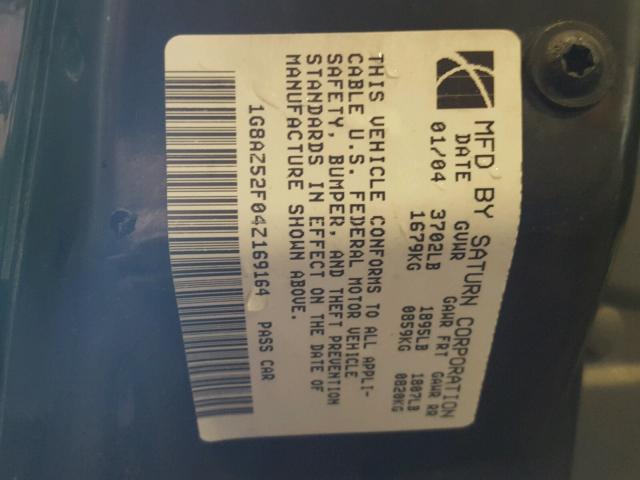 MFD BY SATURN CORPORATION
DATE GVWR GAWR FRT GAWR RR
01/04 3702LB 1895LB 1807LB
1679KG 0859KG 0820KG
THIS VEHICLE CONFORMS TO ALL APPLI-
CABLE U.S. FEDERAL MOTOR VEHICLE
SAFETY, BUMPER, AND THEFT PREVENTION
STANDARDS IN EFFECT ON THE DATE OF
MANUFACTURE SHOWN ABOVE.
1G8AZ52F04Z169164 PASS CAR